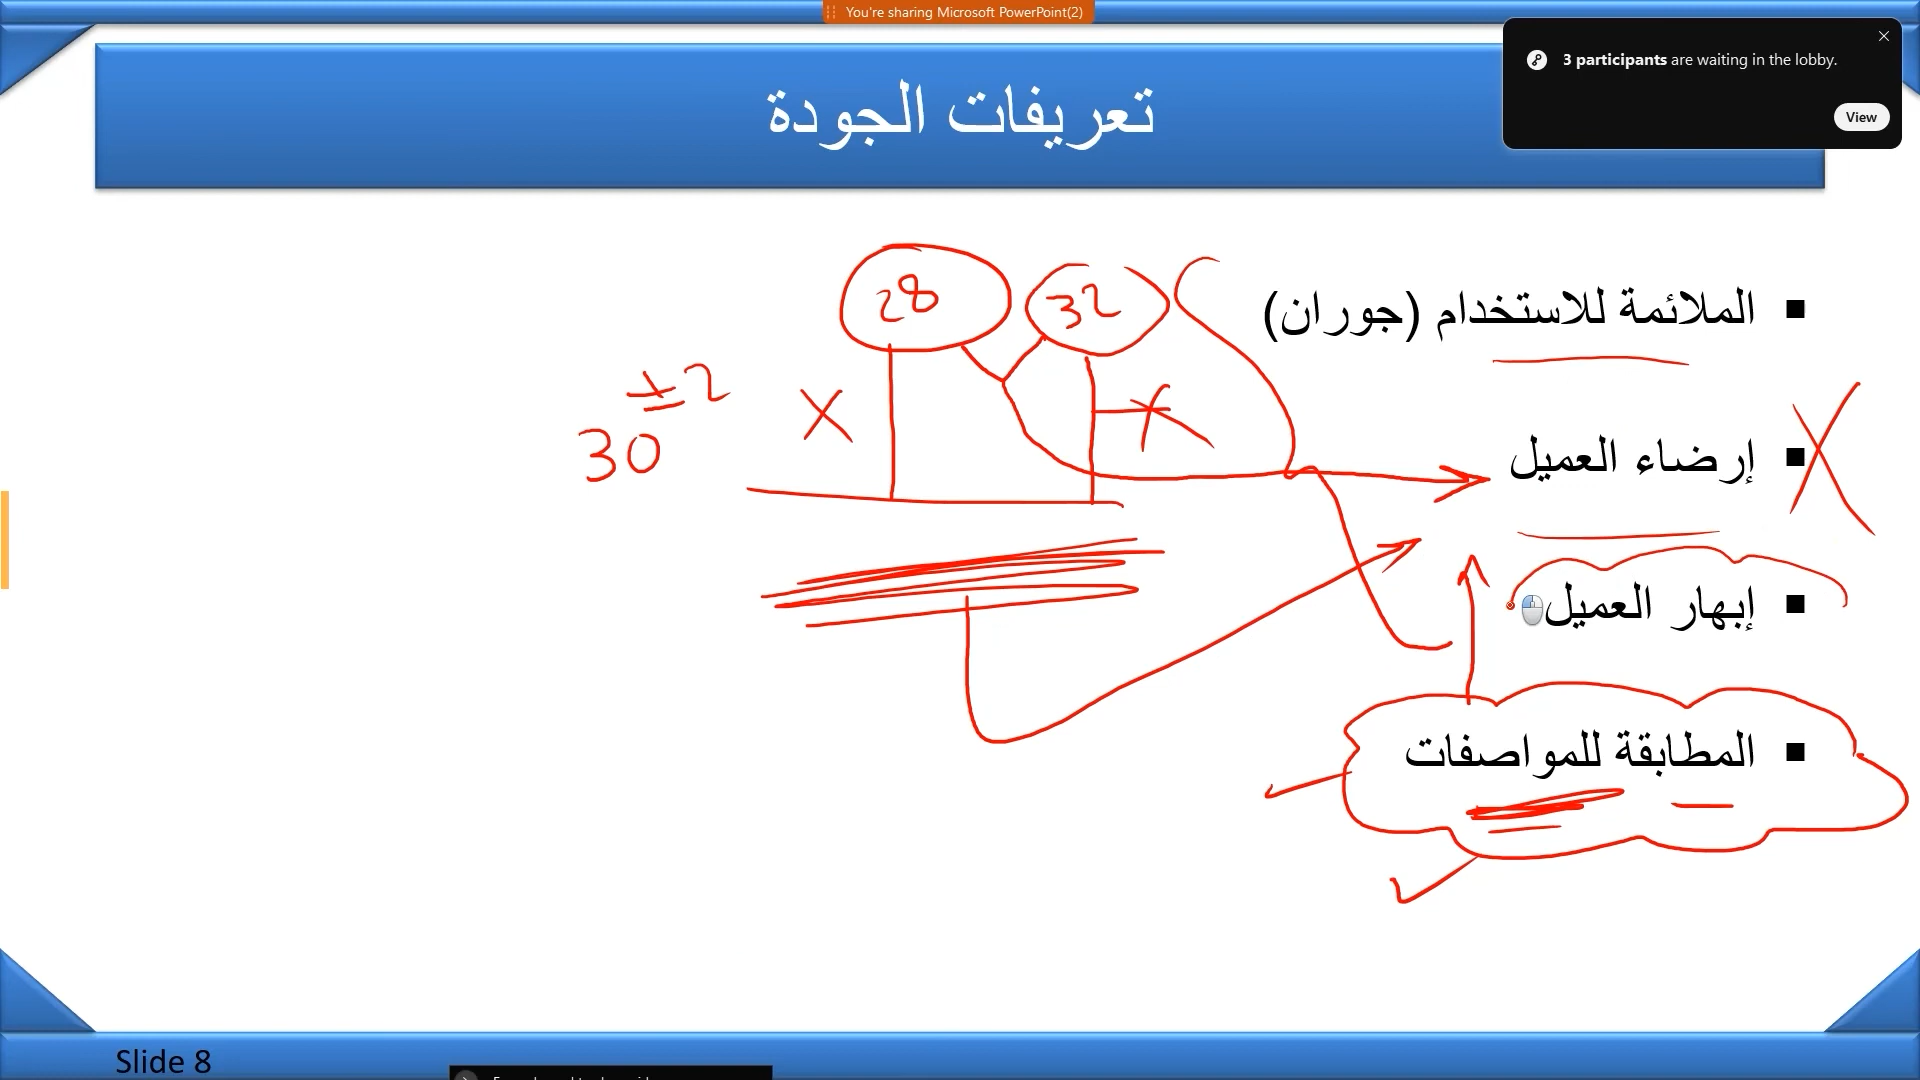 You're sharing Microsoft PowerPoint(2)
3 participants are waiting in the lobby.
View
تعريفات الجودة
الملائمة للاستخدام (جوران)
28
32
30 ±2
X
X
إرضاء العميل
X
إبهار العميل
المطابقة للمواصفات
Slide 8